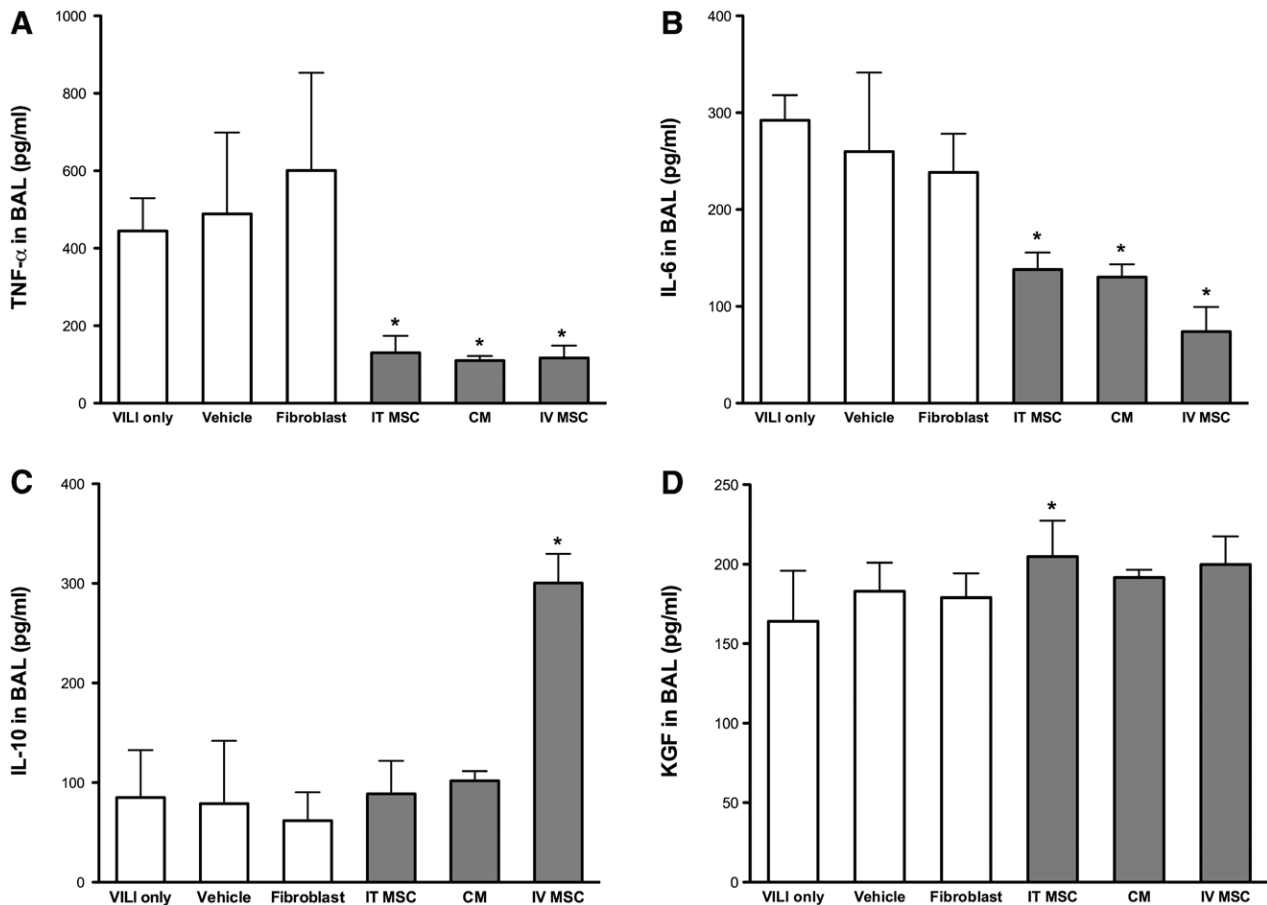 A
TNF-α in BAL (pg/ml)
1000
800
600
400
200
0
* * *
VILI only Vehicle Fibroblast IT MSC CM IV MSC
B
IL-6 in BAL (pg/ml)
400
300
200
100
0
* * *
VILI only Vehicle Fibroblast IT MSC CM IV MSC
C
IL-10 in BAL (pg/ml)
400
300
200
100
0
*
VILI only Vehicle Fibroblast IT MSC CM IV MSC
D
KGF in BAL (pg/ml)
250
200
150
100
50
0
*
VILI only Vehicle Fibroblast IT MSC CM IV MSC